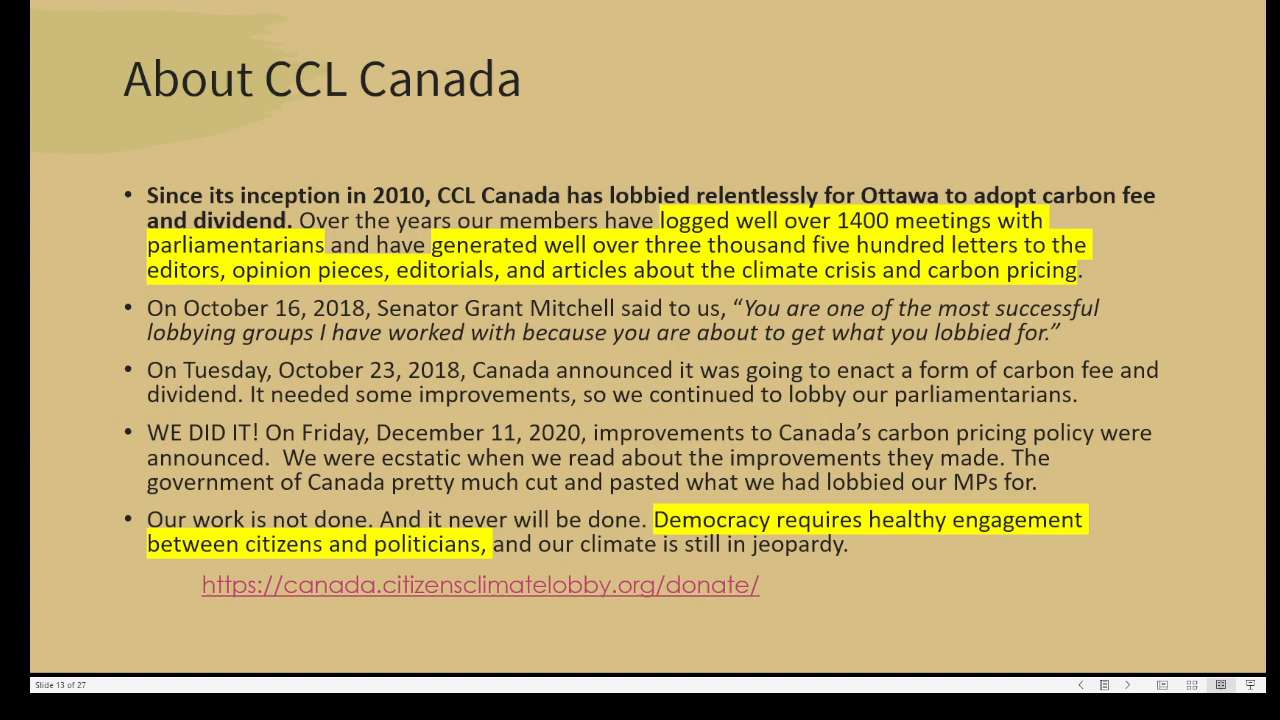 About CCL Canada
• Since its inception in 2010, CCL Canada has lobbied relentlessly for Ottawa to adopt carbon fee
and dividend. Over the years our members have logged well over 1400 meetings with
parliamentarians and have generated well over three thousand five hundred letters to the
editors, opinion pieces, editorials, and articles about the climate crisis and carbon pricing.
• On October 16, 2018, Senator Grant Mitchell said to us, “You are one of the most successful
lobbying groups I have worked with because you are about to get what you lobbied for.”
• On Tuesday, October 23, 2018, Canada announced it was going to enact a form of carbon fee and
dividend. It needed some improvements, so we continued to lobby our parliamentarians.
• WE DID IT! On Friday, December 11, 2020, improvements to Canada’s carbon pricing policy were
announced.  We were ecstatic when we read about the improvements they made. The
government of Canada pretty much cut and pasted what we had lobbied our MPs for.
• Our work is not done. And it never will be done. Democracy requires healthy engagement
between citizens and politicians, and our climate is still in jeopardy.
https://canada.citizensclimatelobby.org/donate/
Slide 13 of 27